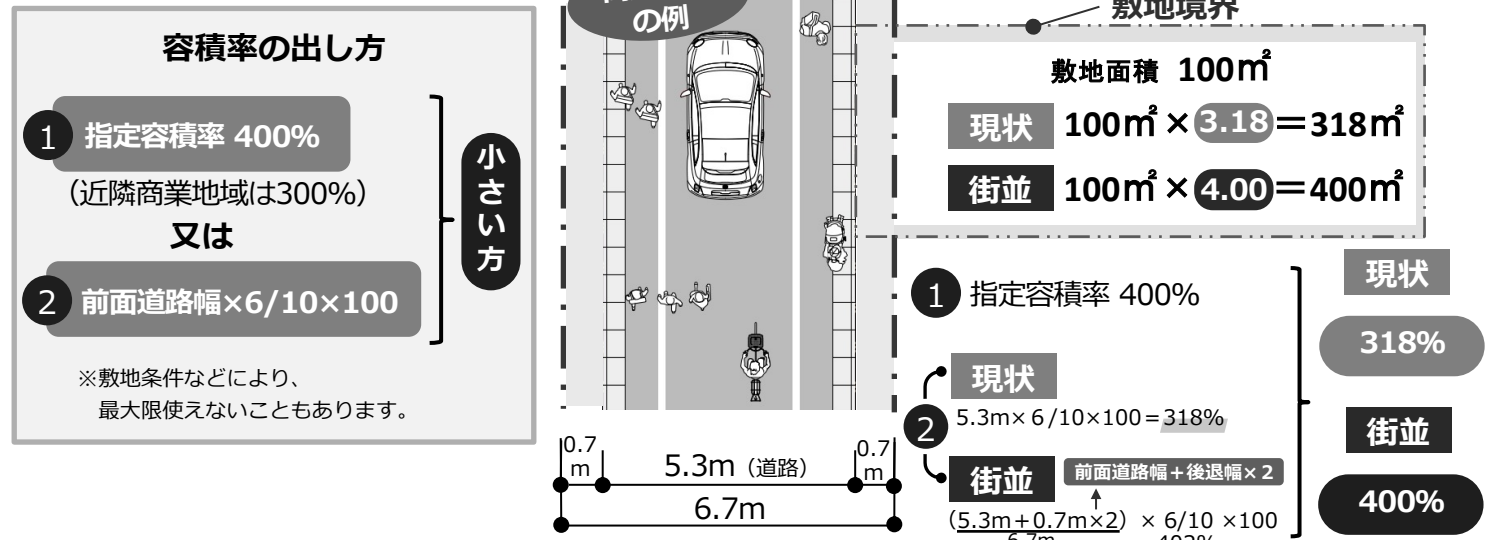 容積率の出し方
1 指定容積率 400%
（近隣商業地域は300%）
又は
2 前面道路幅×6/10×100
小さい方
※敷地条件などにより、
最大限使えないこともあります。
の例
0.7m
5.3m（道路）
0.7m
6.7m
敷地境界
敷地面積 100㎡
現状 100㎡×3.18＝318㎡
街並 100㎡×4.00＝400㎡
1 指定容積率 400%
2
現状
5.3m×６/10×100＝318%
街並 前面道路幅＋後退幅×２
（5.3m＋0.7m×2）× 6/10 ×100
6.7m
現状
318%
街並
400%